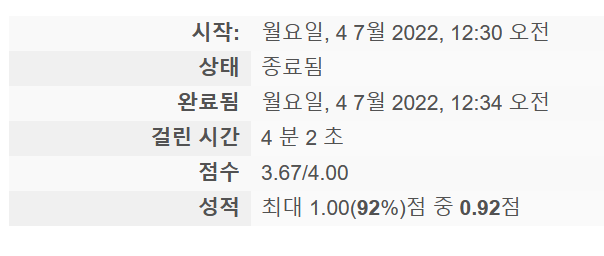 시작: 월요일, 4 7월 2022, 12:30 오전
상태 종료됨
완료됨 월요일, 4 7월 2022, 12:34 오전
걸린 시간 4 분 2 초
점수 3.67/4.00
성적 최대 1.00(92%)점 중 0.92점